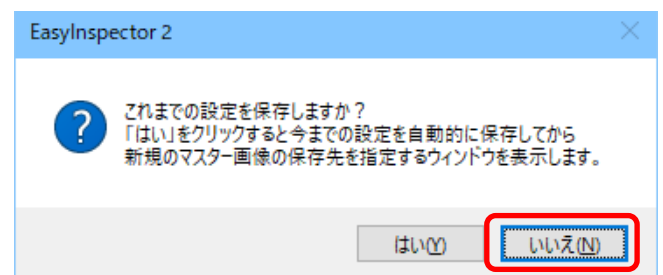 EasyInspector 2
これまでの設定を保存しますか？
「はい」をクリックすると今までの設定を自動的に保存してから
新規のマスター画像の保存先を指定するウィンドウを表示します。
はい(Y)
いいえ(N)